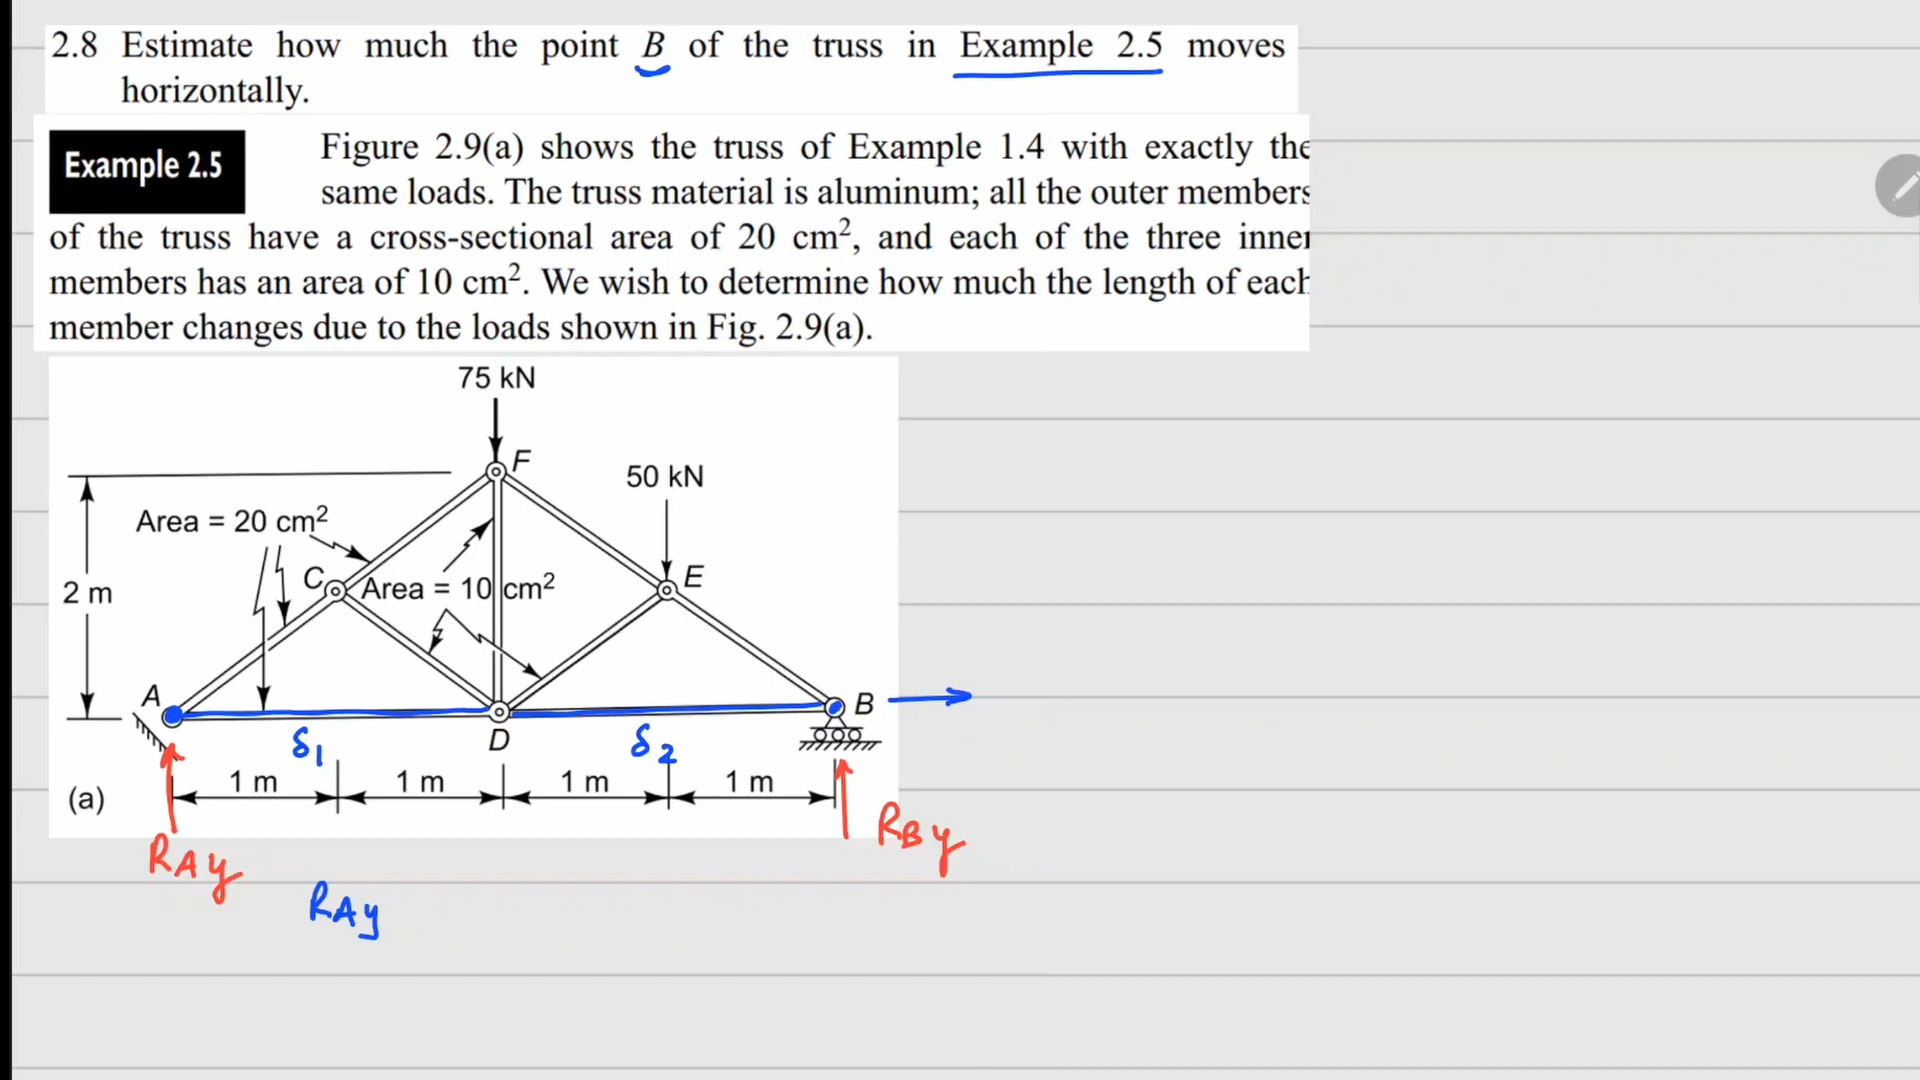 2.8 Estimate how much the point B of the truss in Example 2.5 moves
horizontally.
Example 2.5
Figure 2.9(a) shows the truss of Example 1.4 with exactly the
same loads. The truss material is aluminum; all the outer members
of the truss have a cross-sectional area of 20 cm², and each of the three inner
members has an area of 10 cm². We wish to determine how much the length of each
member changes due to the loads shown in Fig. 2.9(a).
75 kN
F
50 kN
Area = 20 cm²
C
Area = 10 cm²
E
2 m
A
B
D
δ1
δ2
1 m
1 m
1 m
1 m
(a)
RAy
RBy
RAy